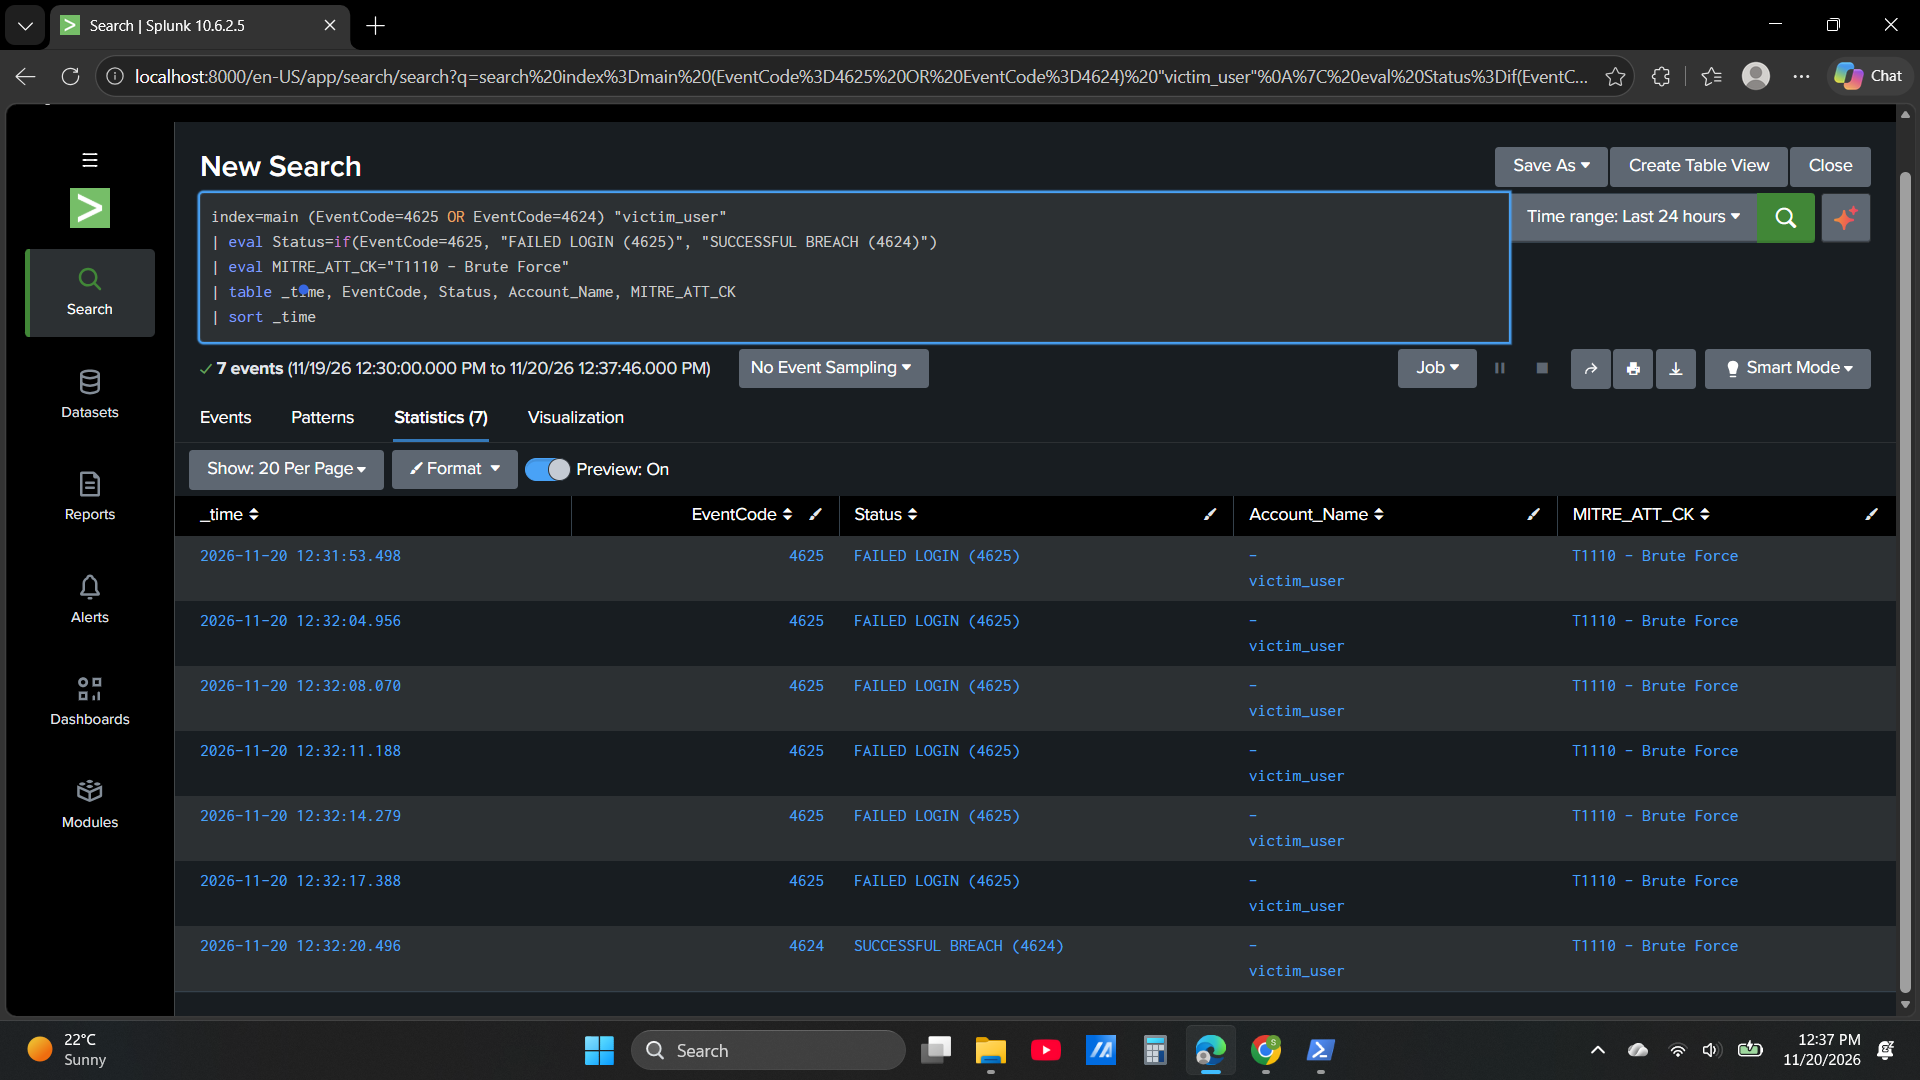 Search | Splunk 10.6.2.5
localhost:8000/en-US/app/search/search?q=search%20index%3Dmain%20(EventCode%3D4625%20OR%20EventCode%3D4624)%20"victim_user"%0A%7C%20eval%20Status%3Dif(EventC...
Chat
New Search
Save As
Create Table View
Close
index=main (EventCode=4625 OR EventCode=4624) "victim_user"
| eval Status=if(EventCode=4625, "FAILED LOGIN (4625)", "SUCCESSFUL BREACH (4624)")
| eval MITRE_ATT_CK="T1110 - Brute Force"
| table _time, EventCode, Status, Account_Name, MITRE_ATT_CK
| sort _time
Time range: Last 24 hours
7 events (11/19/26 12:30:00.000 PM to 11/20/26 12:37:46.000 PM)
No Event Sampling
Job
Smart Mode
Search
Datasets
Reports
Alerts
Dashboards
Modules
Events
Patterns
Statistics (7)
Visualization
Show: 20 Per Page
Format
Preview: On
_time EventCode Status Account_Name MITRE_ATT_CK
2026-11-20 12:31:53.498 4625 FAILED LOGIN (4625) - T1110 - Brute Force
victim_user
2026-11-20 12:32:04.956 4625 FAILED LOGIN (4625) - T1110 - Brute Force
victim_user
2026-11-20 12:32:08.070 4625 FAILED LOGIN (4625) - T1110 - Brute Force
victim_user
2026-11-20 12:32:11.188 4625 FAILED LOGIN (4625) - T1110 - Brute Force
victim_user
2026-11-20 12:32:14.279 4625 FAILED LOGIN (4625) - T1110 - Brute Force
victim_user
2026-11-20 12:32:17.388 4625 FAILED LOGIN (4625) - T1110 - Brute Force
victim_user
2026-11-20 12:32:20.496 4624 SUCCESSFUL BREACH (4624) - T1110 - Brute Force
victim_user
22°C
Sunny
Search
12:37 PM
11/20/2026